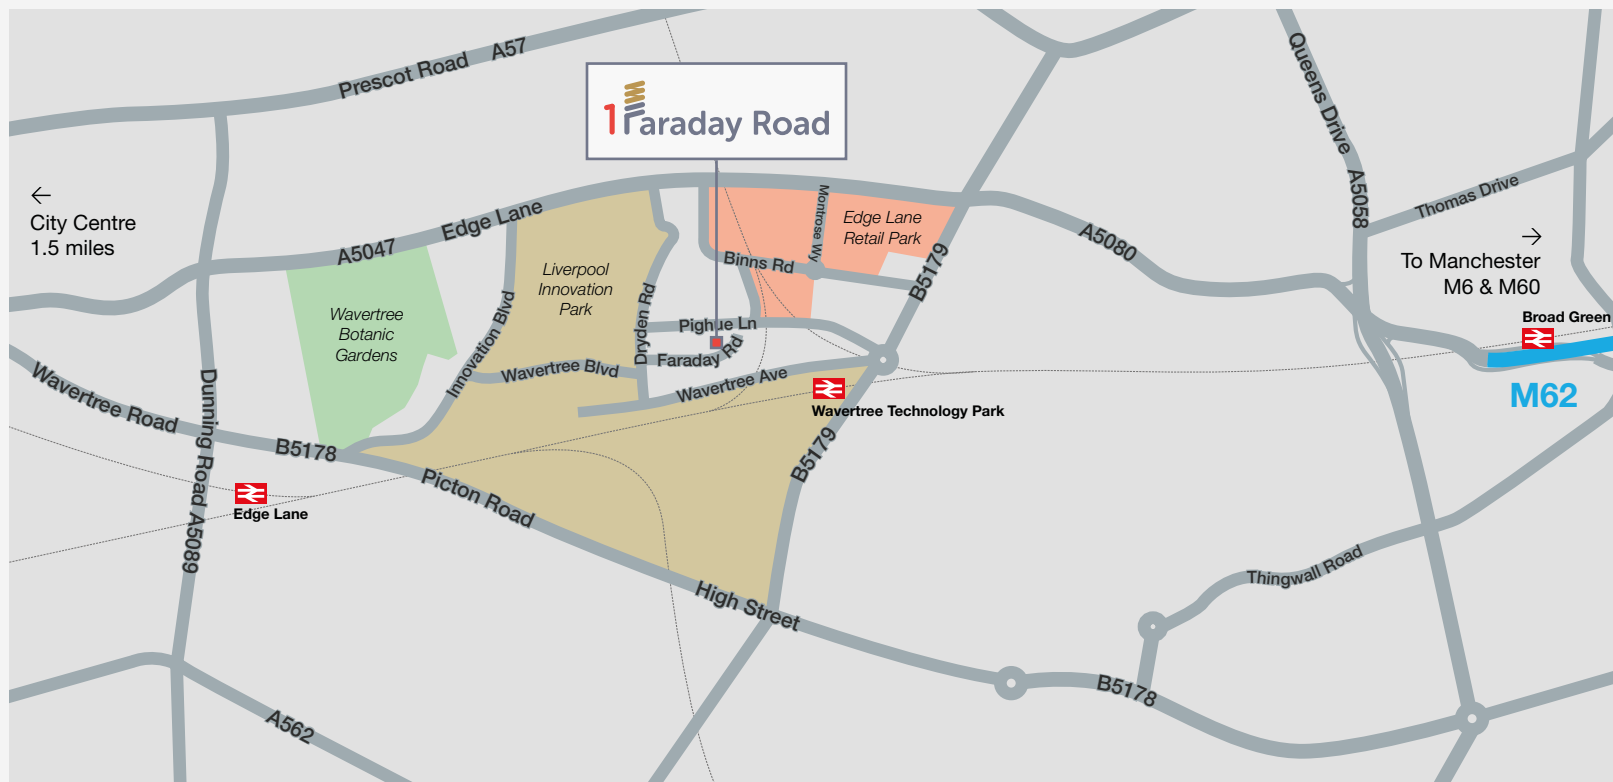 Prescot Road A57
1Faraday Road
Queens Drive A5058
Thomas Drive
←
City Centre
1.5 miles
Edge Lane
A5047
Montrose Wy
Edge Lane
Retail Park
Binns Rd
B5179
A5080
→
To Manchester
M6 & M60
Broad Green
M62
Liverpool
Innovation
Park
Wavertree
Botanic
Gardens
Innovation Blvd
Dryden Rd
Pighue Ln
Faraday Rd
Wavertree Blvd
Wavertree Ave
Wavertree Technology Park
Wavertree Road
Dunning Road A5089
B5178
Edge Lane
Picton Road
B5179
High Street
Thingwall Road
B5178
A562